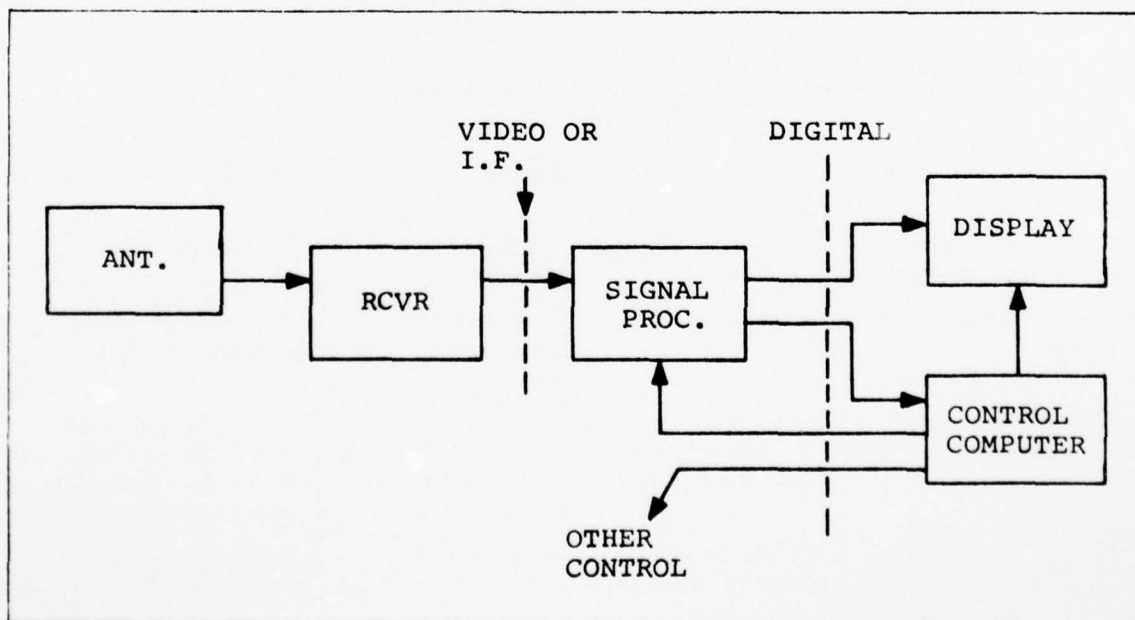 VIDEO OR
I.F.
DIGITAL
ANT.
RCVR
SIGNAL
PROC.
DISPLAY
CONTROL
COMPUTER
OTHER
CONTROL